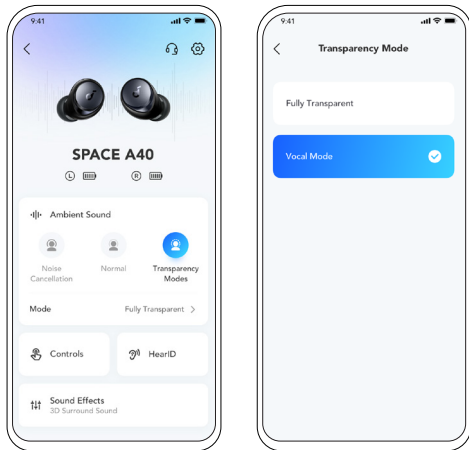 9:41
SPACE A40
L
R
Ambient Sound
Noise
Cancellation
Normal
Transparency
Modes
Mode
Fully Transparent
Controls
HearID
Sound Effects
3D Surround Sound
9:41
Transparency Mode
Fully Transparent
Vocal Mode